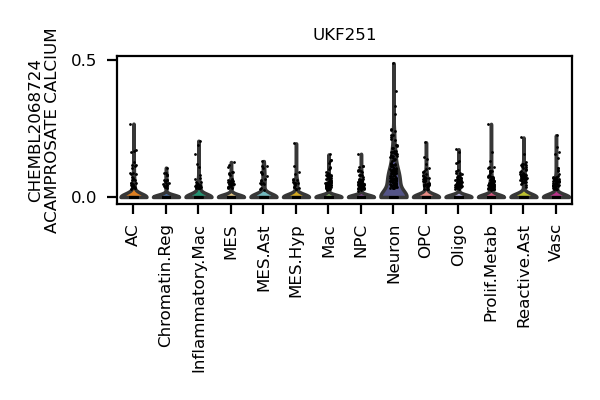 UKF251
CHEMBL2068724
ACAMPROSATE CALCIUM
0.5
0.0
AC
Chromatin.Reg
Inflammatory.Mac
MES
MES.Ast
MES.Hyp
Mac
NPC
Neuron
OPC
Oligo
Prolif.Metab
Reactive.Ast
Vasc